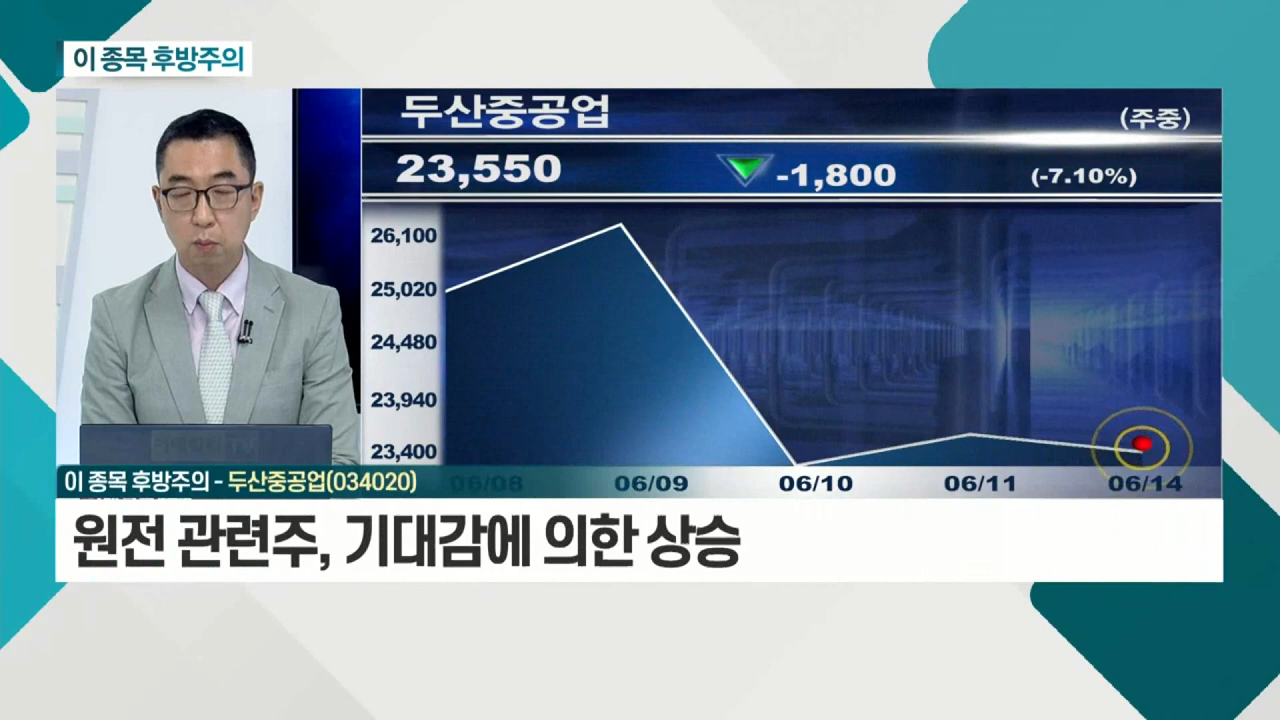 이 종목 후방주의
두산중공업
(주중)
23,550
-1,800
(-7.10%)
26,100
25,020
24,480
23,940
23,400
06/08 06/09 06/10 06/11 06/14
이 종목 후방주의 - 두산중공업(034020)
원전 관련주, 기대감에 의한 상승